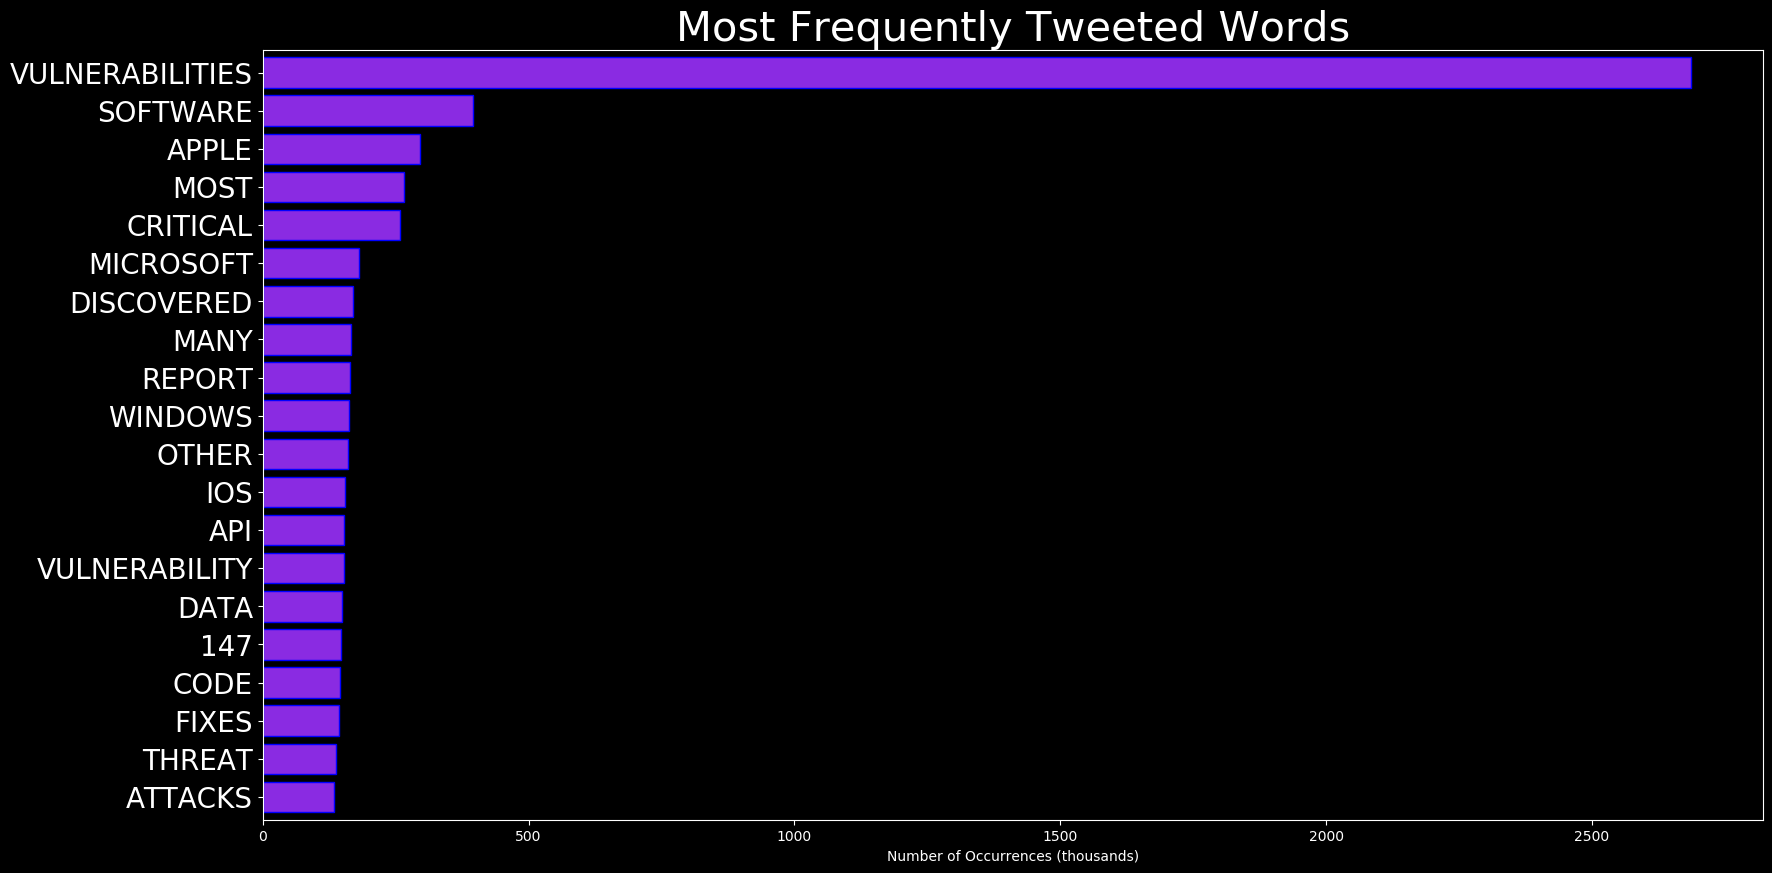 Most Frequently Tweeted Words
VULNERABILITIES
SOFTWARE
APPLE
MOST
CRITICAL
MICROSOFT
DISCOVERED
MANY
REPORT
WINDOWS
OTHER
IOS
API
VULNERABILITY
DATA
147
CODE
FIXES
THREAT
ATTACKS
0 500 1000 1500 2000 2500
Number of Occurrences (thousands)